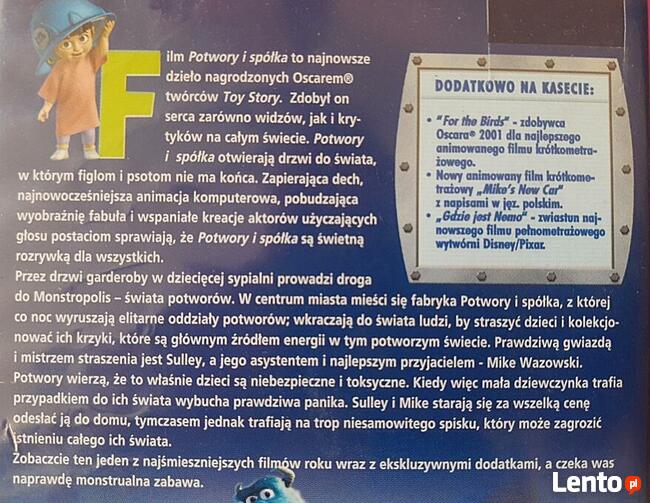 Film Potwory i spółka to najnowsze
dzieło nagrodzonych Oscarem®
twórców Toy Story. Zdobył on
serca zarówno widzów, jak i kry-
tyków na całym świecie. Potwory
i spółka otwierają drzwi do świata,
w którym figlom i psotom nie ma końca. Zapierająca dech,
najnowocześniejsza animacja komputerowa, pobudzająca
wyobraźnię fabuła i wspaniałe kreacje aktorów użyczających
głosu postaciom sprawiają, że Potwory i spółka są świetną
rozrywką dla wszystkich.
Przez drzwi garderoby w dziecięcej sypialni prowadzi droga
do Monstropolis – świata potworów. W centrum miasta mieści się fabryka Potwory i spółka, z której
co noc wyruszają elitarne oddziały potworów; wkraczają do świata ludzi, by straszyć dzieci i kolekcjo-
nować ich krzyki, które są głównym źródłem energii w tym potworzym świecie. Prawdziwą gwiazdą
i mistrzem straszenia jest Sulley, a jego asystentem i najlepszym przyjacielem - Mike Wazowski.
Potwory wierzą, że to właśnie dzieci są niebezpieczne i toksyczne. Kiedy więc mała dziewczynka trafia
przypadkiem do ich świata wybucha prawdziwa panika. Sulley i Mike starają się za wszelką cenę
odesłać ją do domu, tymczasem jednak trafiają na trop niesamowitego spisku, który może zagrozić
istnieniu całego ich świata.
Zobaczcie ten jeden z najśmieszniejszych filmów roku wraz z ekskluzywnymi dodatkami, a czeka was
naprawdę monstrualna zabawa.
DODATKOWO NA KASECIE:
• "For the Birds" - zdobywca
Oscara® 2001 dla najlepszego
animowanego filmu krótkometra-
żowego.
• Nowy animowany film krótkome-
trażowy „Mike's New Car"
z napisami w jęz. polskim.
• „Gdzie jest Nemo" - zwiastun naj-
nowszego filmu pełnometrażowego
wytwórni Disney/Pixar.
Lento.pl